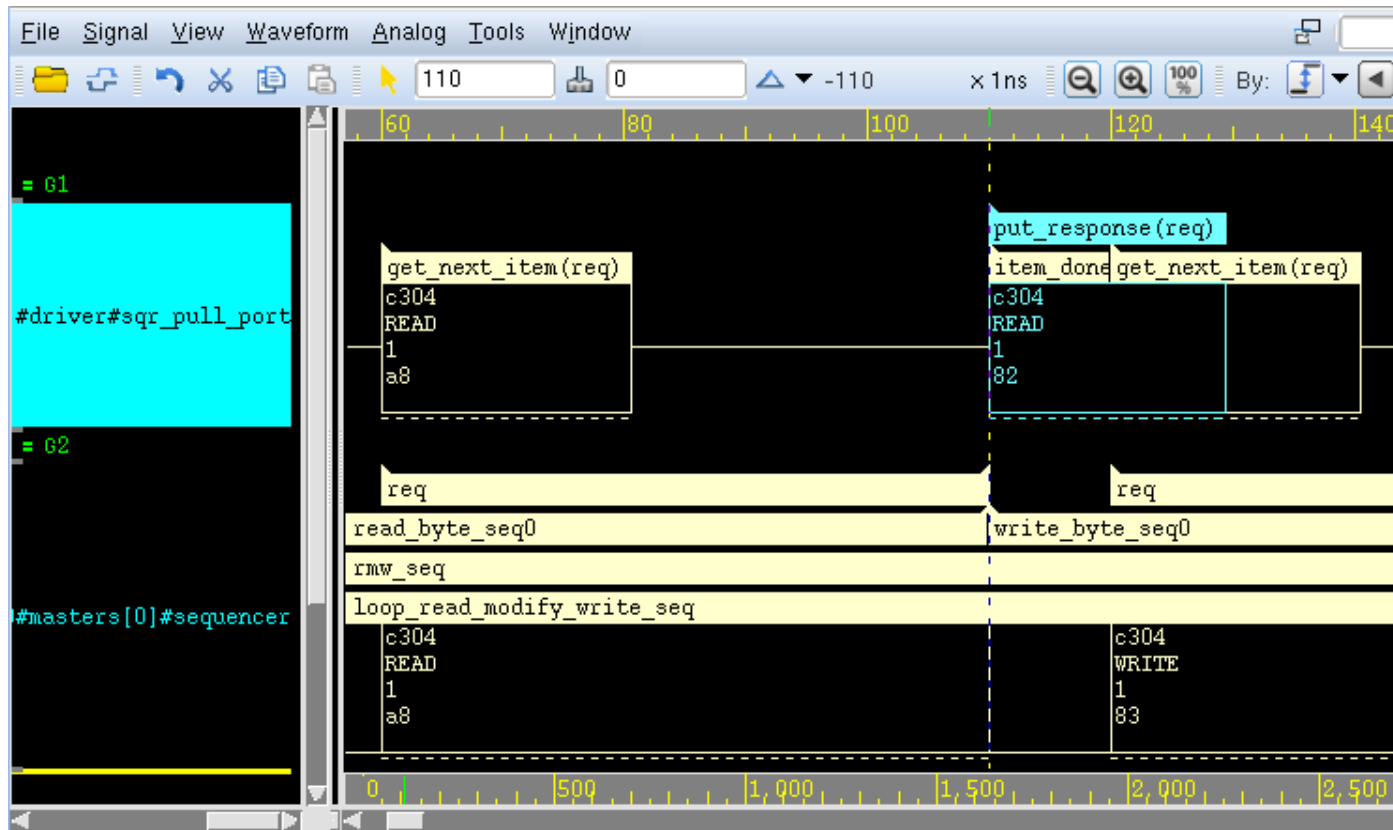 File Signal View Waveform Analog Tools Window
110 0 -110 x 1ns 100 % By:
60 80 100 120 140
= G1
put_response(req)
get_next_item(req) item_done get_next_item(req)
c304 c304
READ READ
#driver#sqr_pull_port
1 1
a8 82
= G2
req req
read_byte_seq0 write_byte_seq0
rmw_seq
loop_read_modify_write_seq
#masters[0]#sequencer
c304 c304
READ WRITE
1 1
a8 83
0 500 1,000 1,500 2,000 2,500